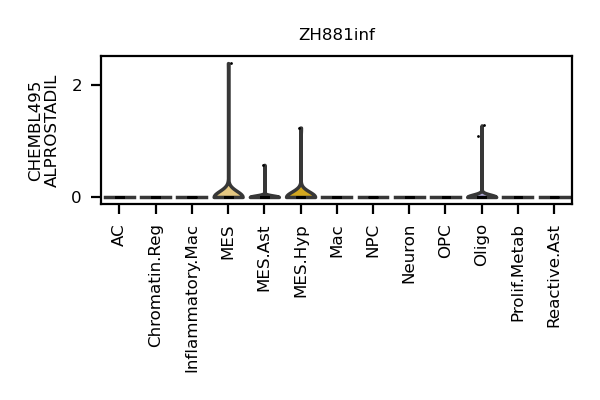 ZH881inf
CHEMBL495
ALPROSTADIL
2
0
AC
Chromatin.Reg
Inflammatory.Mac
MES
MES.Ast
MES.Hyp
Mac
NPC
Neuron
OPC
Oligo
Prolif.Metab
Reactive.Ast